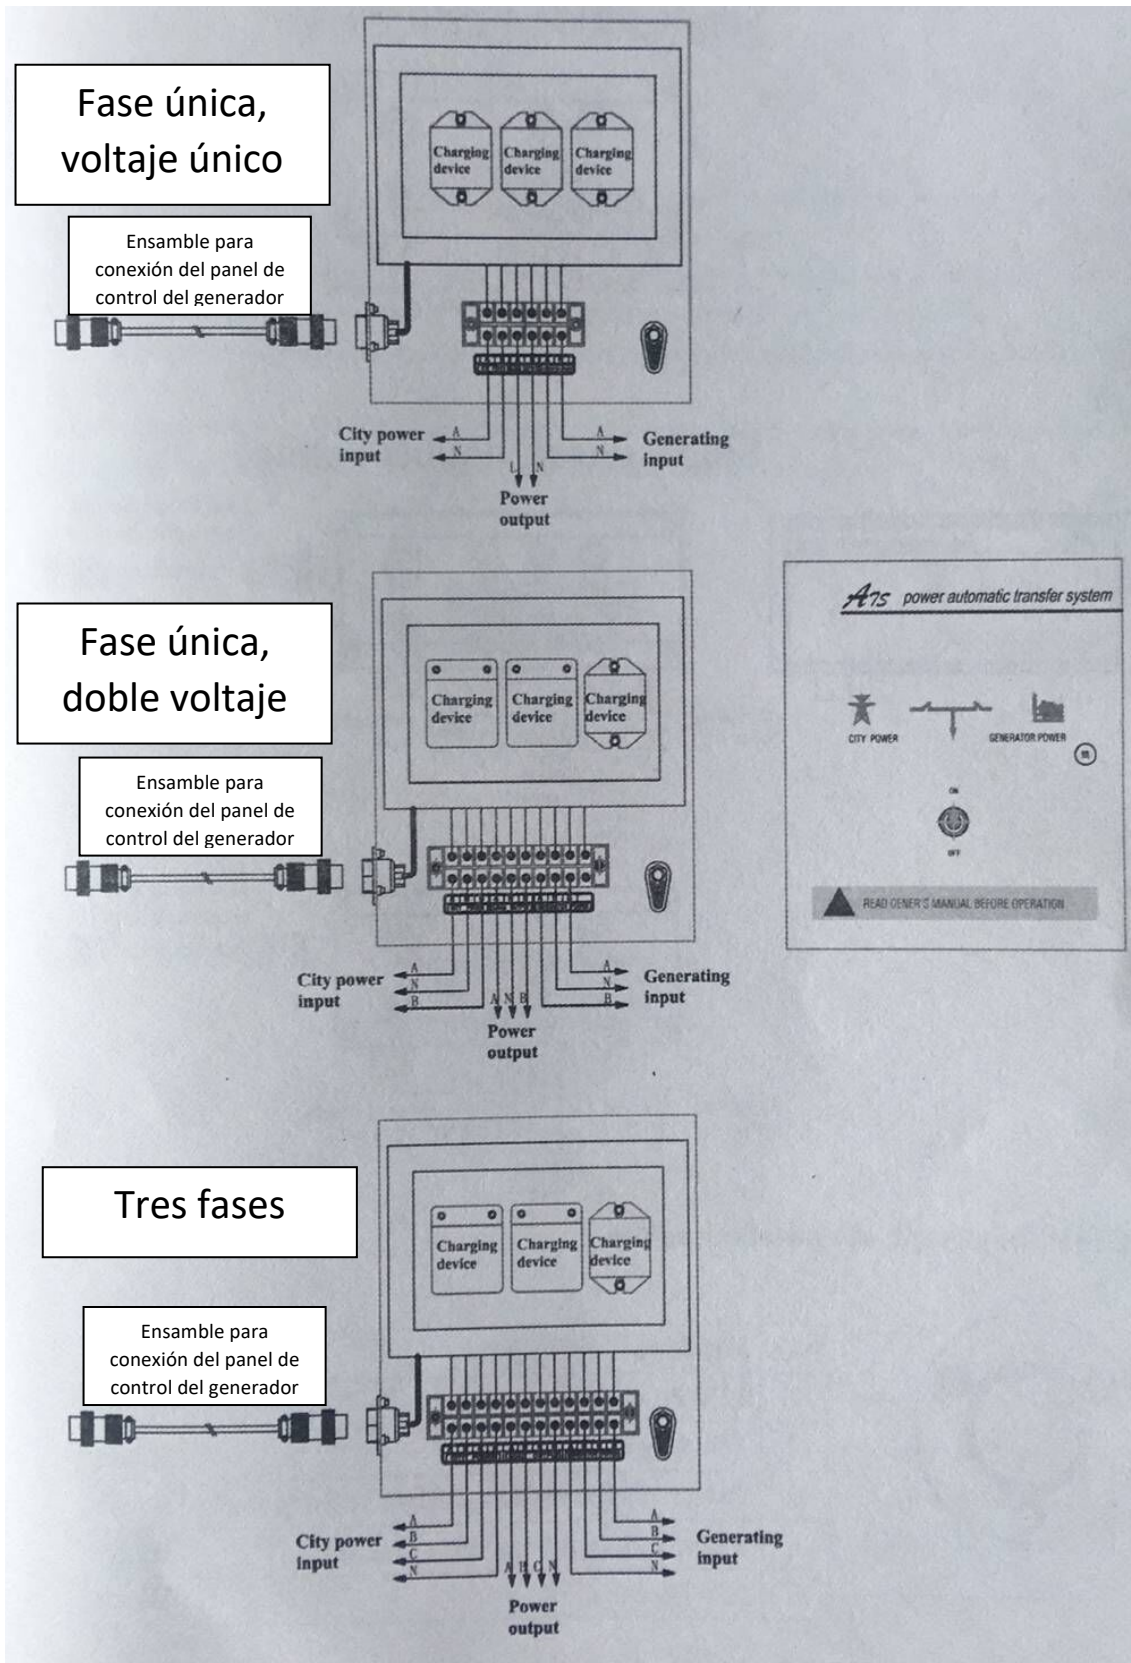 Fase única,
voltaje único
Ensamble para
conexión del panel de
control del generador
Charging
device
Charging
device
Charging
device
City power
input
A
N
L N
Power
output
A
N
Generating
input
Fase única,
doble voltaje
Ensamble para
conexión del panel de
control del generador
Charging
device
Charging
device
Charging
device
City power
input
A
N
B
A N B
Power
output
A
N
B
Generating
input
ATS power automatic transfer system
CITY POWER
GENERATOR POWER
ON
OFF
READ OENER'S MANUAL BEFORE OPERATION
Tres fases
Ensamble para
conexión del panel de
control del generador
Charging
device
Charging
device
Charging
device
City power
input
A
B
C
N
A B C N
Power
output
A
B
C
N
Generating
input